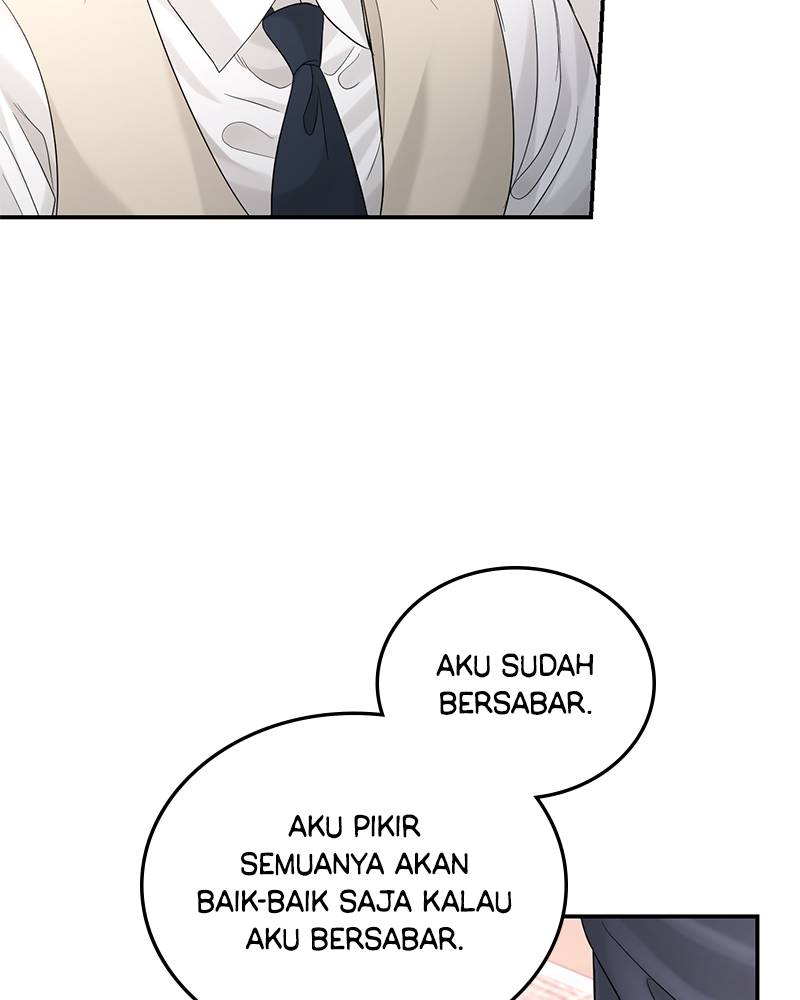 AKU SUDAH
BERSABAR.
AKU PIKIR
SEMUANYA AKAN
BAIK-BAIK SAJA KALAU
AKU BERSABAR.